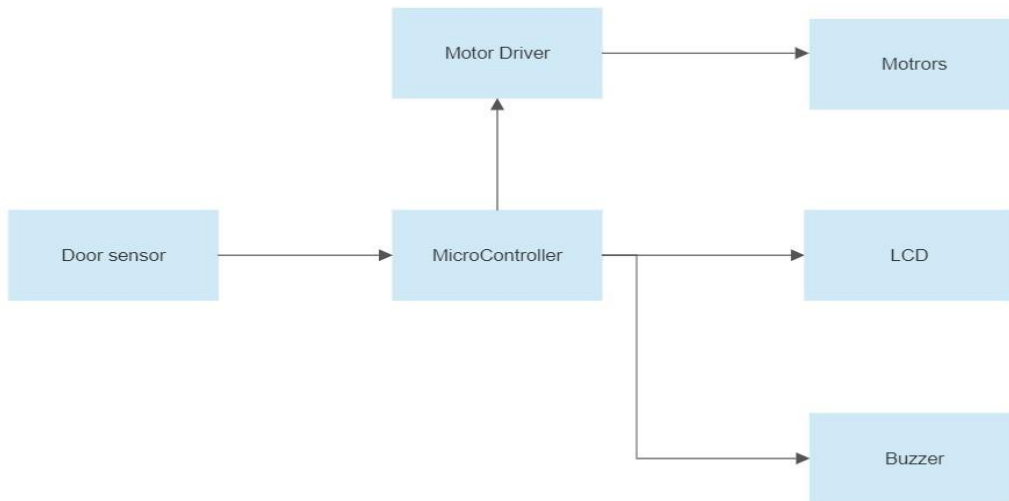 Motor Driver
Motrors
Door sensor
MicroController
LCD
Buzzer